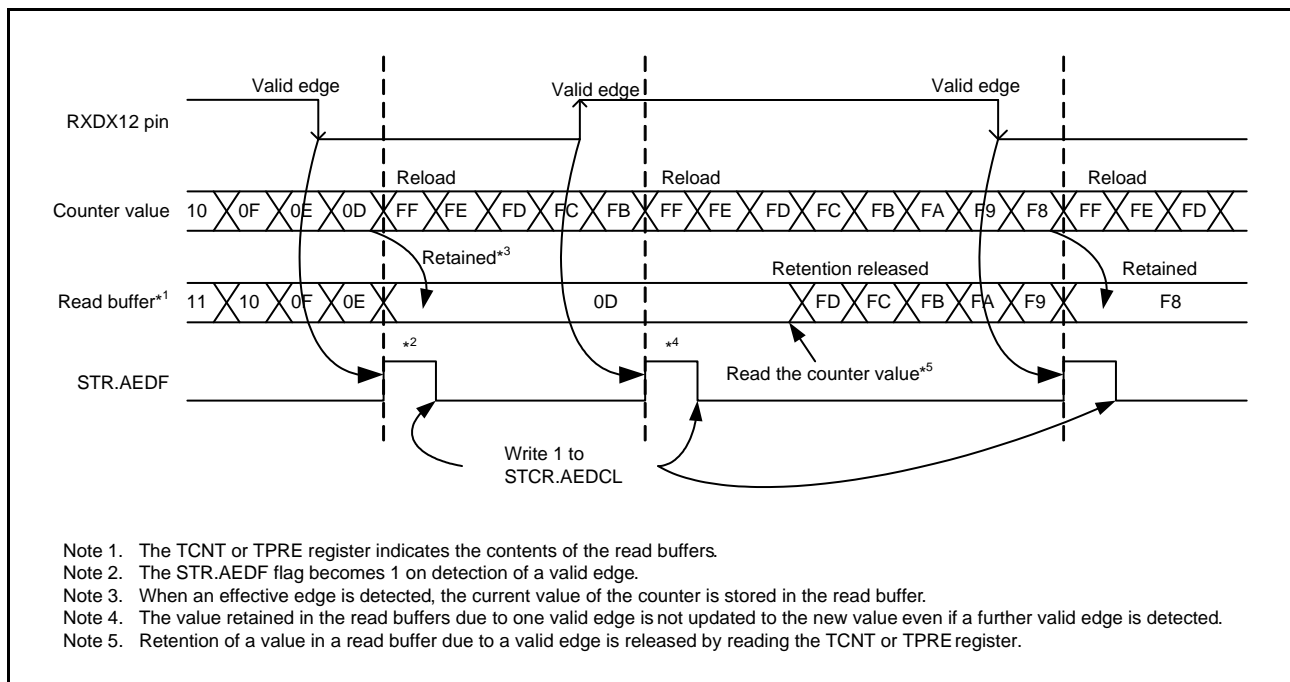 Valid edge Valid edge Valid edge
RXDX12 pin
Reload Reload Reload
Counter value 10 0F 0E 0D FF FE FD FC FB FF FE FD FC FB FA F9 F8 FF FE FD
Retained*3 Retention released Retained
Read buffer*1 11 10 0F 0E 0D FD FC FB FA F9 F8
*2 *4
STR.AEDF Read the counter value*5
Write 1 to
STCR.AEDCL
Note 1. The TCNT or TPRE register indicates the contents of the read buffers.
Note 2. The STR.AEDF flag becomes 1 on detection of a valid edge.
Note 3. When an effective edge is detected, the current value of the counter is stored in the read buffer.
Note 4. The value retained in the read buffers due to one valid edge is not updated to the new value even if a further valid edge is detected.
Note 5. Retention of a value in a read buffer due to a valid edge is released by reading the TCNT or TPRE register.